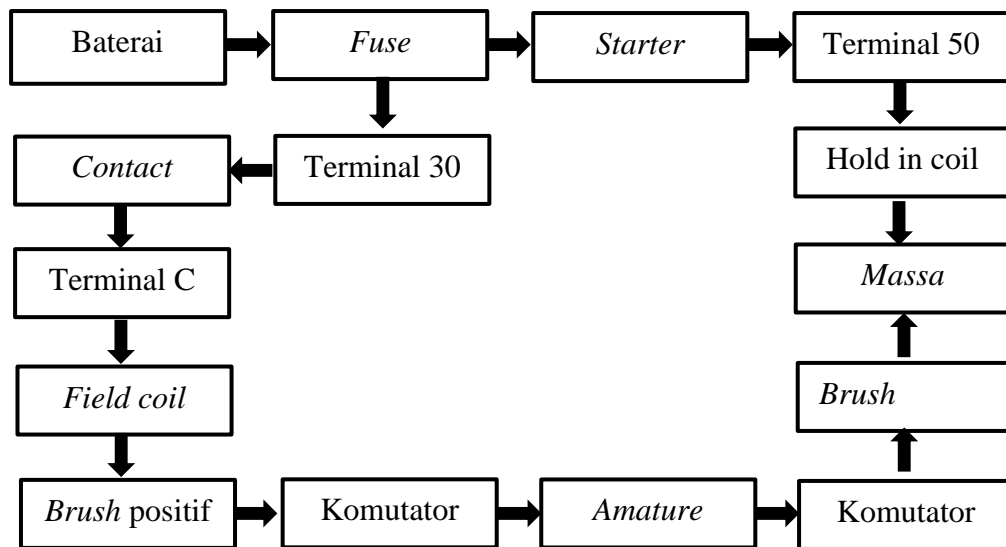 Baterai
Fuse
Starter
Terminal 50
Contact
Terminal 30
Hold in coil
Terminal C
Massa
Field coil
Brush
Brush positif
Komutator
Amature
Komutator